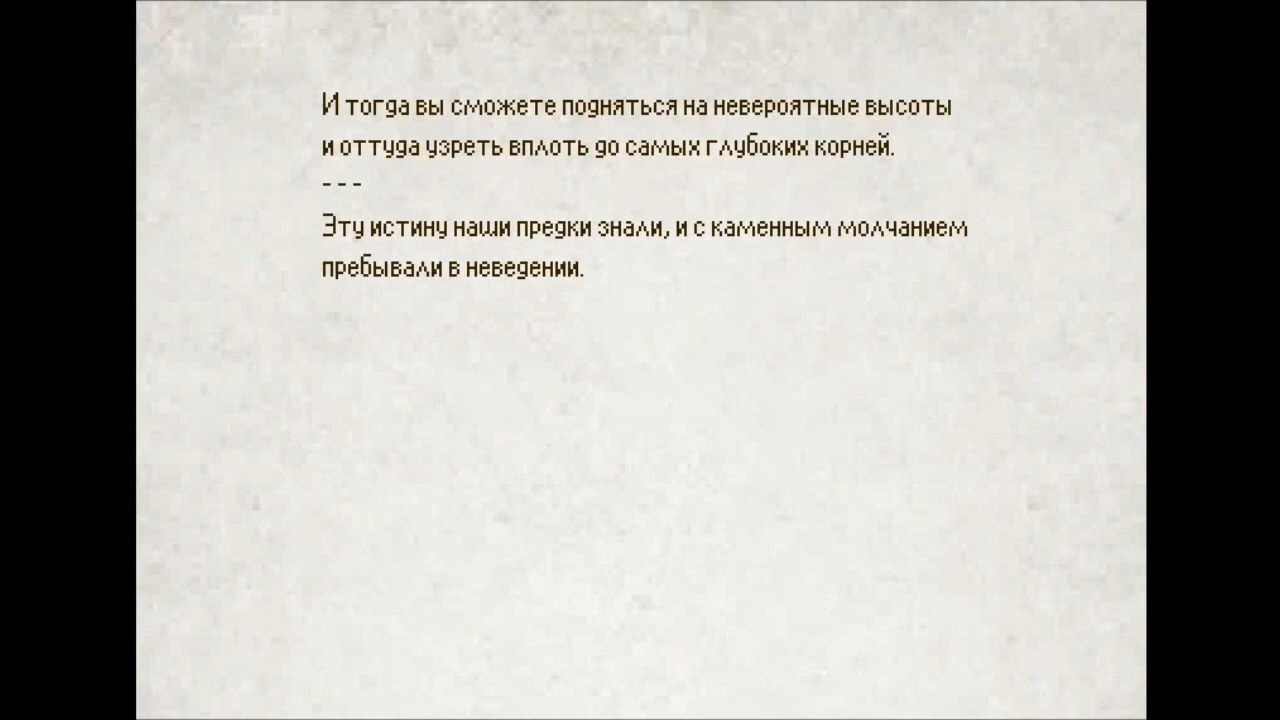 И тогда вы сможете подняться на невероятные высоты
и оттуда узреть вплоть до самых глубоких корней.
---
Эту истину наши предки знали, и с каменным молчанием
пребывали в неведении.